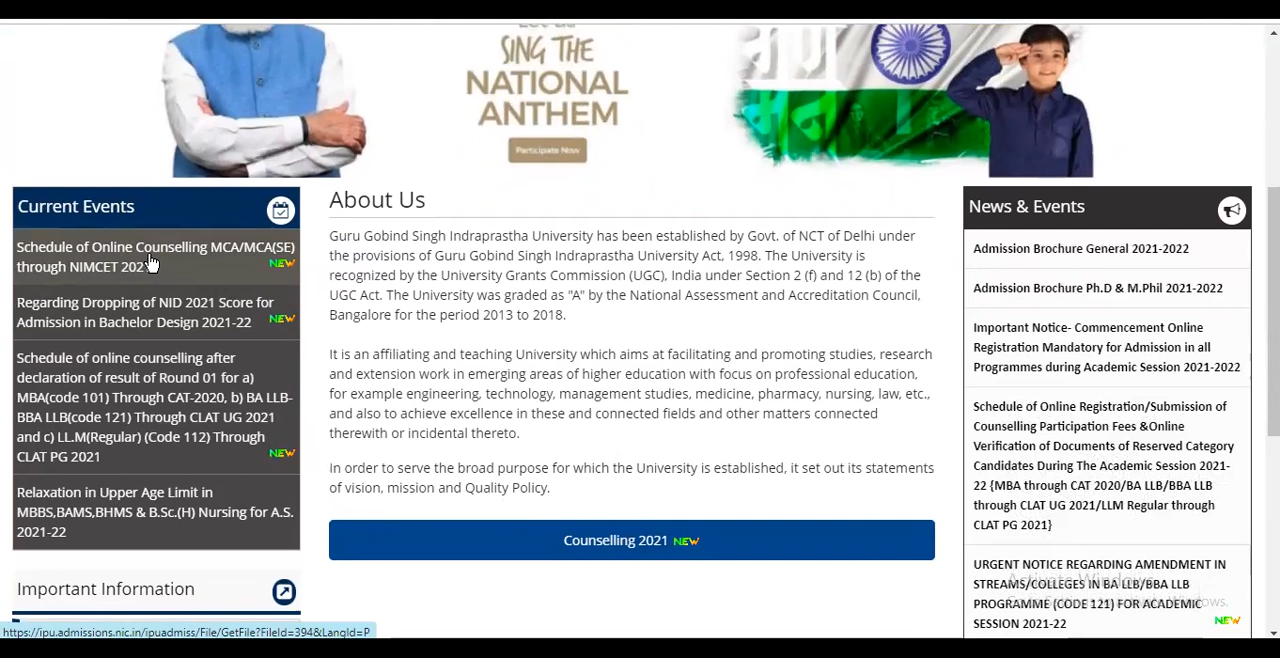 SING THE
NATIONAL
ANTHEM
Participate Now
Current Events
Schedule of Online Counselling MCA/MCA(SE)
through NIMCET 202
NEW
Regarding Dropping of NID 2021 Score for
Admission in Bachelor Design 2021-22
NEW
Schedule of online counselling after
declaration of result of Round 01 for a)
MBA(code 101) Through CAT-2020, b) BA LLB-
BBA LLB(code 121) Through CLAT UG 2021
and c) LL.M(Regular) (Code 112) Through
CLAT PG 2021
NEW
Relaxation in Upper Age Limit in
MBBS,BAMS,BHMS & B.Sc.(H) Nursing for A.S.
2021-22
Important Information
https://ipu.admissions.nic.in/ipuadmiss/File/GetFile?FileId=394&LangId=P
About Us
Guru Gobind Singh Indraprastha University has been established by Govt. of NCT of Delhi under
the provisions of Guru Gobind Singh Indraprastha University Act, 1998. The University is
recognized by the University Grants Commission (UGC), India under Section 2 (f) and 12 (b) of the
UGC Act. The University was graded as "A" by the National Assessment and Accreditation Council,
Bangalore for the period 2013 to 2018.
It is an affiliating and teaching University which aims at facilitating and promoting studies, research
and extension work in emerging areas of higher education with focus on professional education,
for example engineering, technology, management studies, medicine, pharmacy, nursing, law, etc.,
and also to achieve excellence in these and connected fields and other matters connected
therewith or incidental thereto.
In order to serve the broad purpose for which the University is established, it set out its statements
of vision, mission and Quality Policy.
Counselling 2021 NEW
News & Events
Admission Brochure General 2021-2022
Admission Brochure Ph.D & M.Phil 2021-2022
Important Notice- Commencement Online
Registration Mandatory for Admission in all
Programmes during Academic Session 2021-2022
Schedule of Online Registration/Submission of
Counselling Participation Fees &Online
Verification of Documents of Reserved Category
Candidates During The Academic Session 2021-
22 {MBA through CAT 2020/BA LLB/BBA LLB
through CLAT UG 2021/LLM Regular through
CLAT PG 2021}
URGENT NOTICE REGARDING AMENDMENT IN
STREAMS/COLLEGES IN BA LLB/BBA LLB
PROGRAMME (CODE 121) FOR ACADEMIC
SESSION 2021-22
NEW
Activate Windows
Go to Settings to activate Windows.